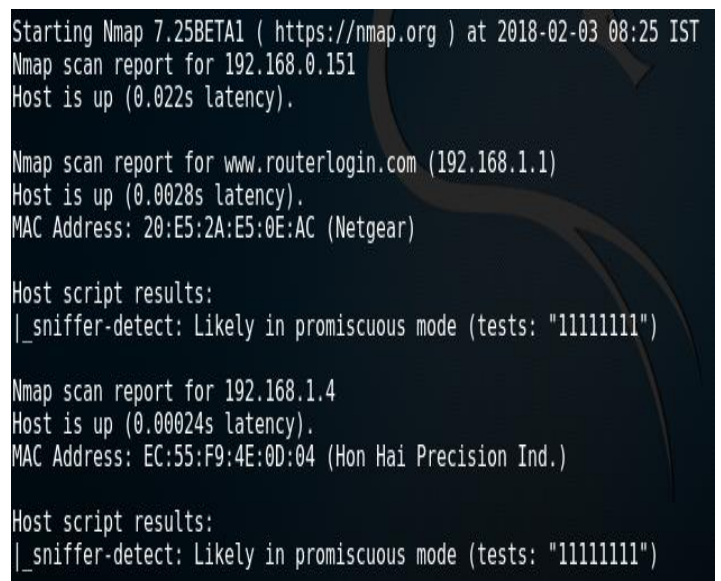 Starting Nmap 7.25BETA1 ( https://nmap.org ) at 2018-02-03 08:25 IST
Nmap scan report for 192.168.0.151
Host is up (0.022s latency).

Nmap scan report for www.routerlogin.com (192.168.1.1)
Host is up (0.0028s latency).
MAC Address: 20:E5:2A:E5:0E:AC (Netgear)

Host script results:
|_sniffer-detect: Likely in promiscuous mode (tests: "11111111")

Nmap scan report for 192.168.1.4
Host is up (0.00024s latency).
MAC Address: EC:55:F9:4E:0D:04 (Hon Hai Precision Ind.)

Host script results:
|_sniffer-detect: Likely in promiscuous mode (tests: "11111111")